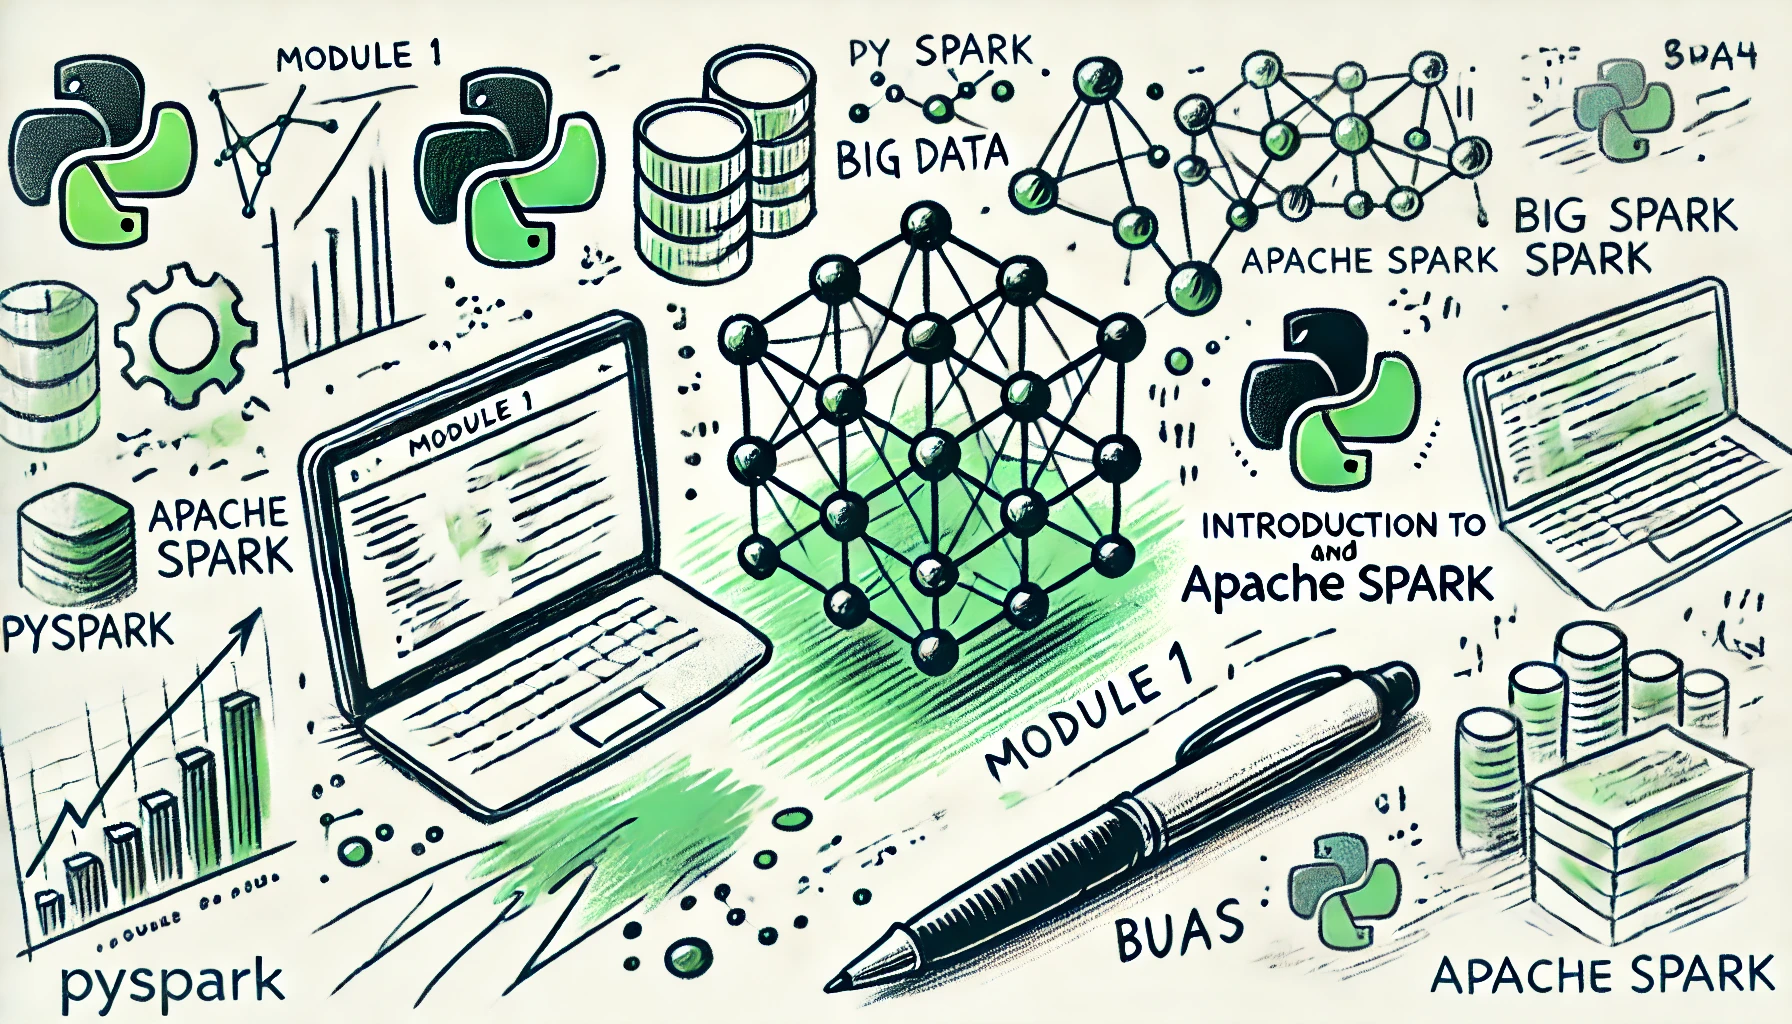 MODULE 1
PY SPARK
BIG DATA
BIG SPARK
APACHE SPARK
SPARK
MODULE 1
APACHE
SPARK
INTRODUCTION TO
and
Apache SPARK
PYSPARK
MODULE 1
BUAS
pyspark
APACHE SPARK